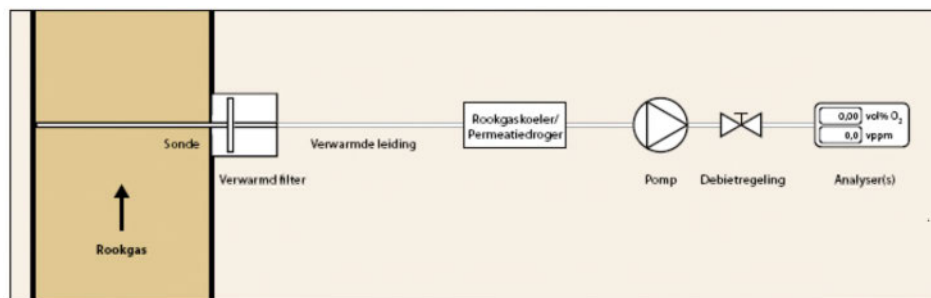 Rookgaskoeler/
Permeatiedroger
0,00 vol% O2
0,0 vppm
Sonde
Verwarmde leiding
Verwarmd filter
Pomp
Debietregeling
Analyser(s)
Rookgas